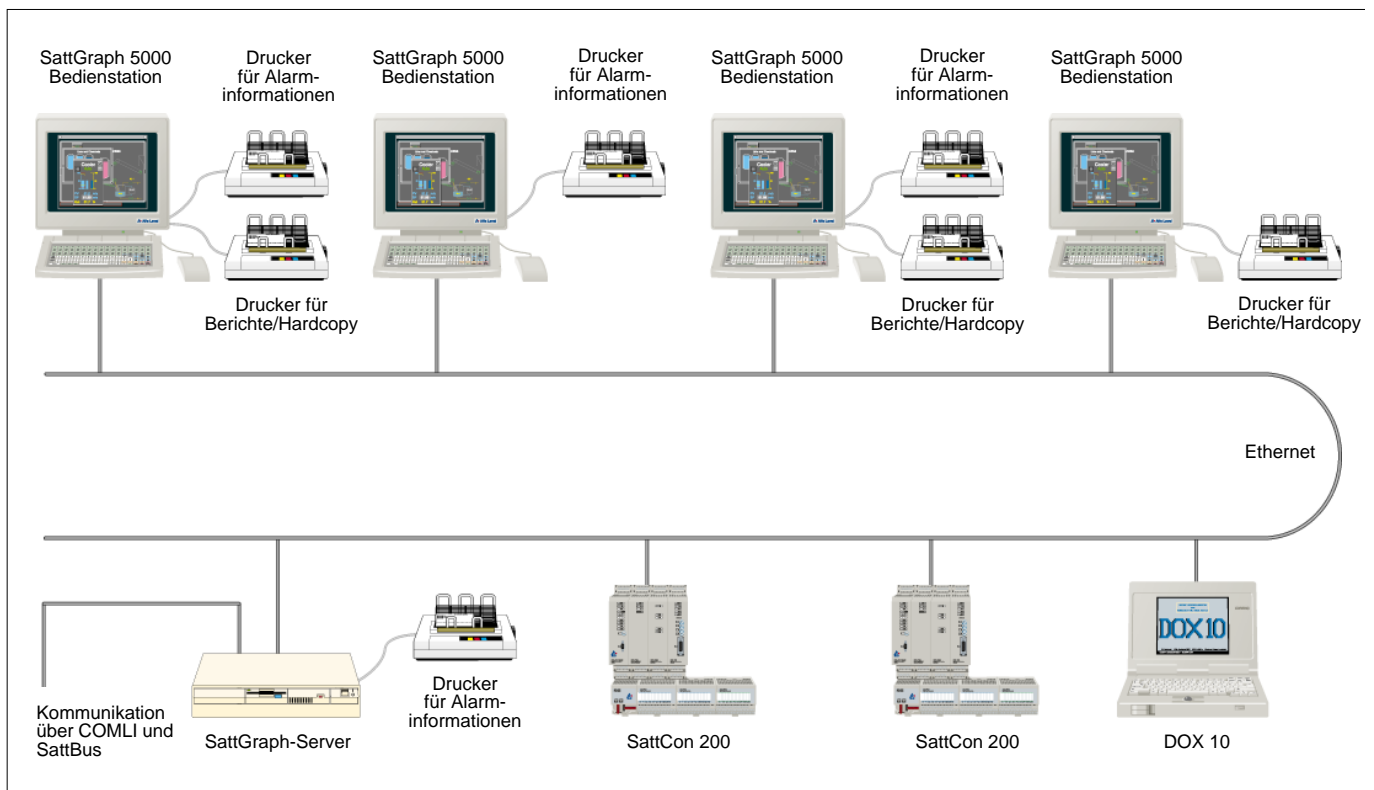 SattGraph 5000
Bedienstation
Drucker
für Alarm-
informationen
SattGraph 5000
Bedienstation
Drucker
für Alarm-
informationen
SattGraph 5000
Bedienstation
Drucker
für Alarm-
informationen
SattGraph 5000
Bedienstation
Drucker für
Berichte/Hardcopy
Drucker für
Berichte/Hardcopy
Drucker für
Berichte/Hardcopy
Ethernet
Kommunikation
über COMLI und
SattBus
SattGraph-Server
Drucker
für Alarm-
informationen
SattCon 200
SattCon 200
DOX10
DOX 10